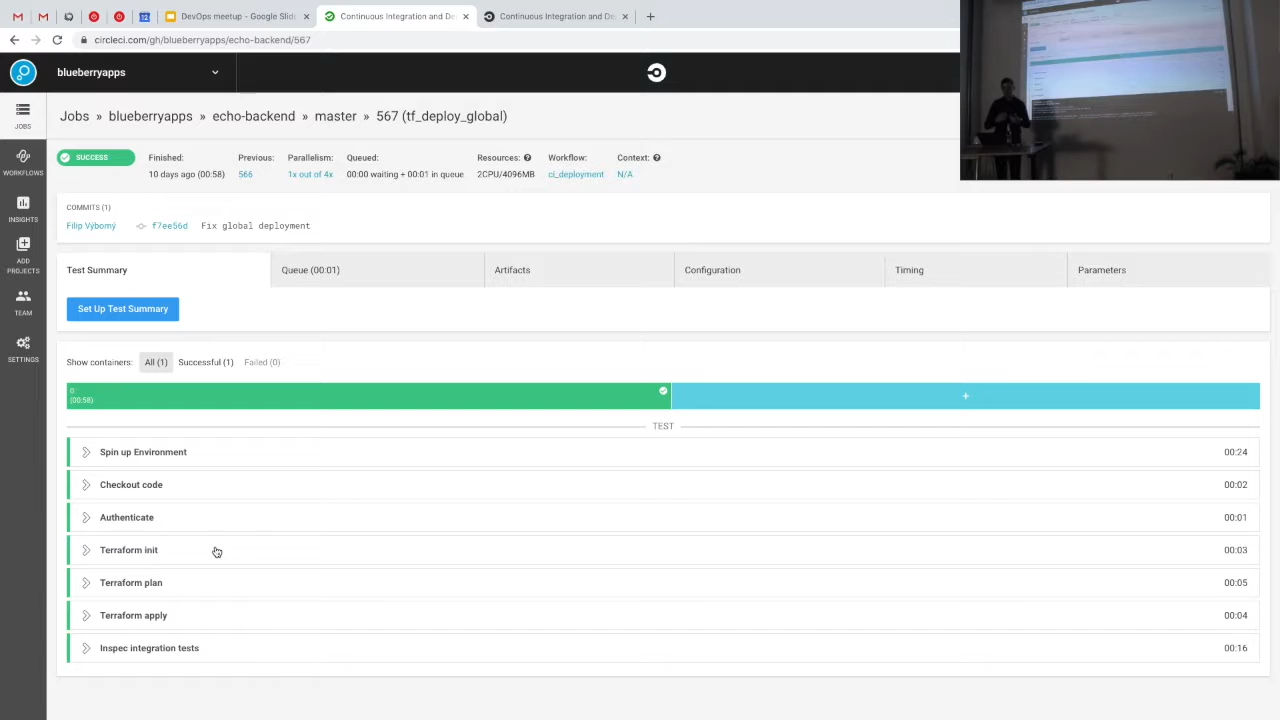 DevOps meetup - Google Slid
Continuous Integration and De
Continuous Integration and De
circleci.com/gh/blueberryapps/echo-backend/567
blueberryapps
JOBS
WORKFLOWS
INSIGHTS
ADD
PROJECTS
TEAM
SETTINGS
Jobs » blueberryapps » echo-backend » master » 567 (tf_deploy_global)
SUCCESS
Finished: Previous: Parallelism: Queued: Resources: Workflow: Context:
10 days ago (00:58) 566 1x out of 4x 00:00 waiting + 00:01 in queue 2CPU/4096MB ci_deployment N/A
COMMITS (1)
Filip Výborný f7ee56d Fix global deployment
Test Summary Queue (00:01) Artifacts Configuration Timing Parameters
Set Up Test Summary
Show containers: All (1) Successful (1) Failed (0)
0
(00:58)
+
TEST
Spin up Environment 00:24
Checkout code 00:02
Authenticate 00:01
Terraform init 00:03
Terraform plan 00:05
Terraform apply 00:04
Inspec integration tests 00:16